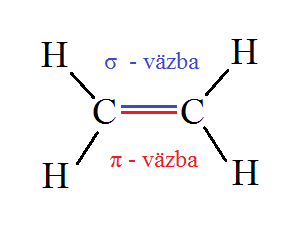 H H
σ - väzba
C C
π - väzba
H H